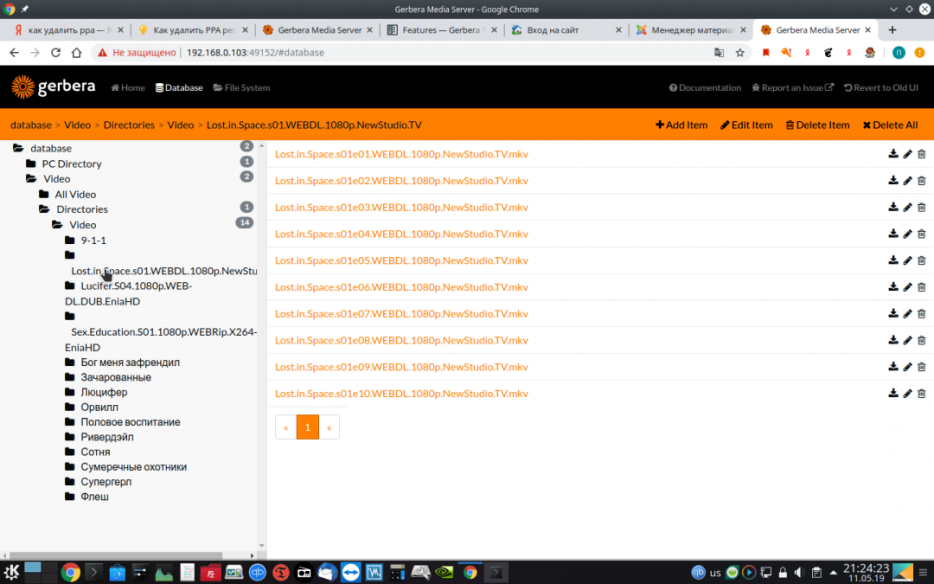 Gerbera Media Server - Google Chrome
как удалить ppa — Я
Как удалить PPA ре
Gerbera Media Server
Features — Gerbera
Вход на сайт
Менеджер материа
Gerbera Media Server
Не защищено 192.168.0.103:49152/#database
gerbera Home Database File System Documentation Report an Issue Revert to Old UI
database > Video > Directories > Video > Lost.in.Space.s01.WEBDL.1080p.NewStudio.TV + Add Item Edit Item Delete Item Delete All
database 2
PC Directory 1
Video 2
All Video
Directories 1
Video 14
9-1-1
Lost.in.Space.s01.WEBDL.1080p.NewStu
Lucifer.S04.1080p.WEB-
DL.DUB.EniaHD
Sex.Education.S01.1080p.WEBRip.X264-
EniaHD
Бог меня зафрендил
Зачарованные
Люцифер
Орвилл
Половое воспитание
Ривердэйл
Сотня
Сумеречные охотники
Супергерл
Флеш
Lost.in.Space.s01e01.WEBDL.1080p.NewStudio.TV.mkv
Lost.in.Space.s01e02.WEBDL.1080p.NewStudio.TV.mkv
Lost.in.Space.s01e03.WEBDL.1080p.NewStudio.TV.mkv
Lost.in.Space.s01e04.WEBDL.1080p.NewStudio.TV.mkv
Lost.in.Space.s01e05.WEBDL.1080p.NewStudio.TV.mkv
Lost.in.Space.s01e06.WEBDL.1080p.NewStudio.TV.mkv
Lost.in.Space.s01e07.WEBDL.1080p.NewStudio.TV.mkv
Lost.in.Space.s01e08.WEBDL.1080p.NewStudio.TV.mkv
Lost.in.Space.s01e09.WEBDL.1080p.NewStudio.TV.mkv
Lost.in.Space.s01e10.WEBDL.1080p.NewStudio.TV.mkv
« 1 »
us 21:24:23
11.05.19